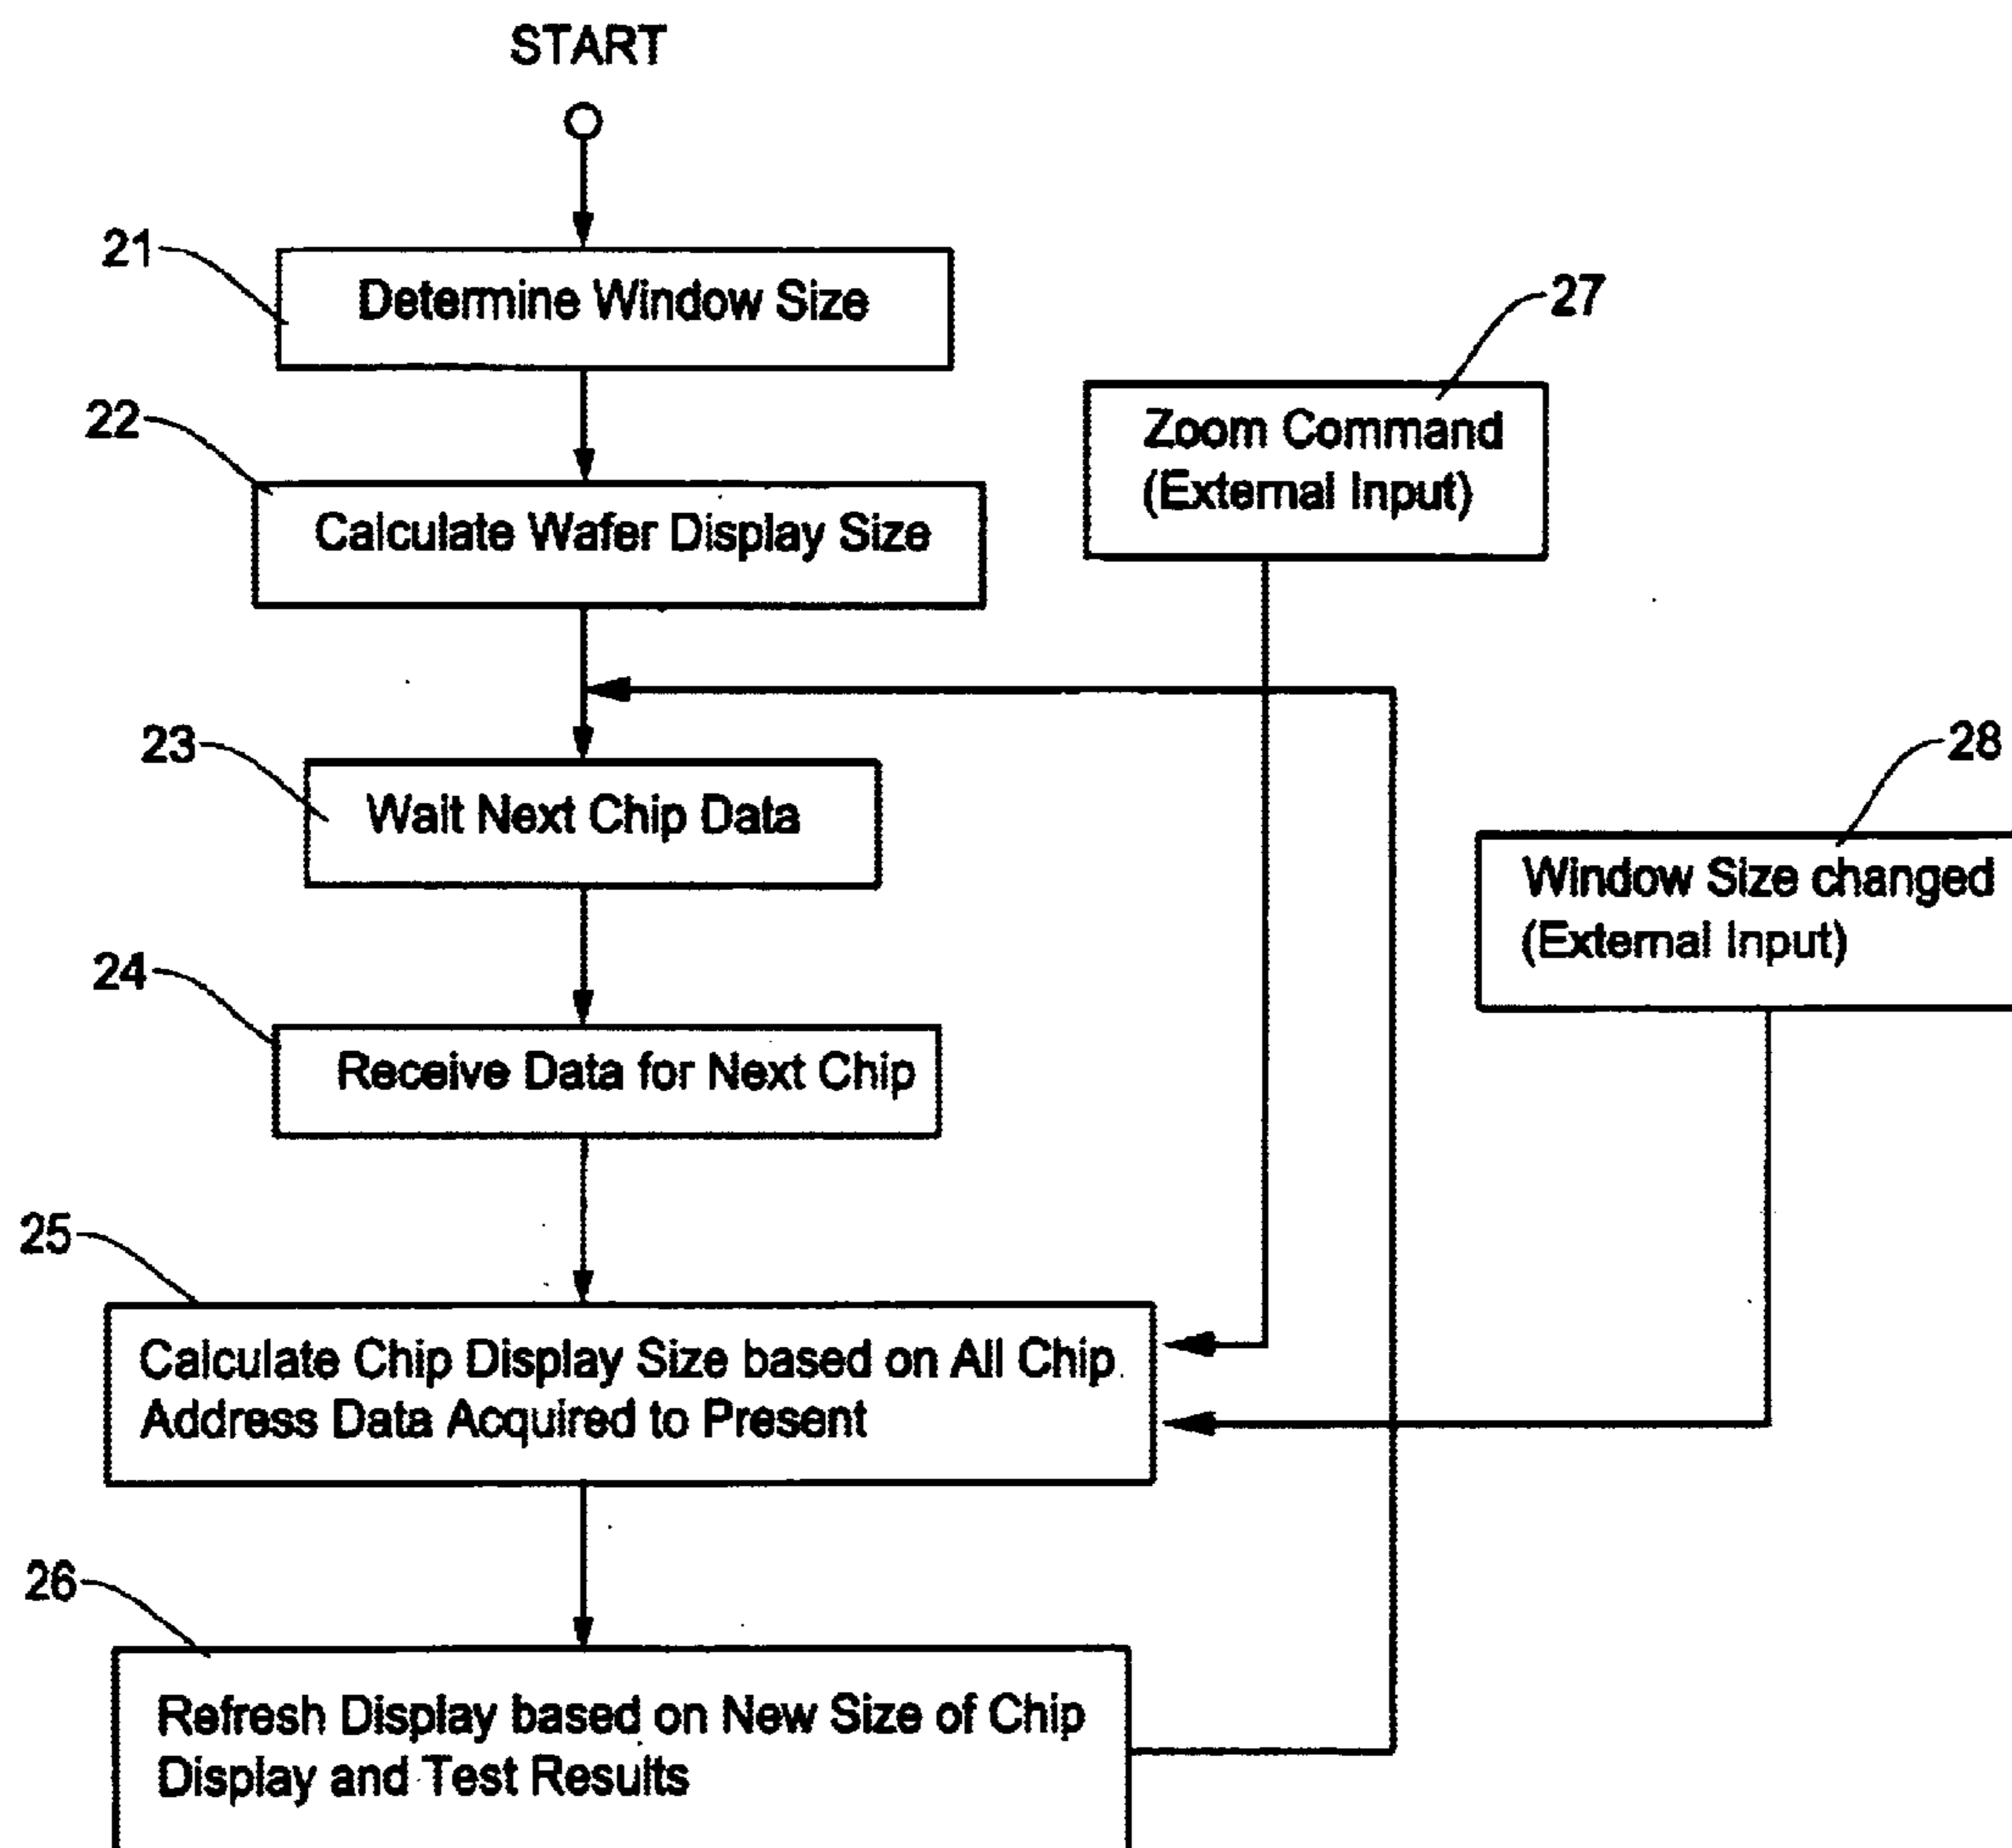 START
21
Determine Window Size
27
22
Zoom Command
(External Input)
Calculate Wafer Display Size
23
28
Wait Next Chip Data
Window Size changed
(External Input)
24
Receive Data for Next Chip
25
Calculate Chip Display Size based on All Chip
Address Data Acquired to Present
26
Refresh Display based on New Size of Chip
Display and Test Results